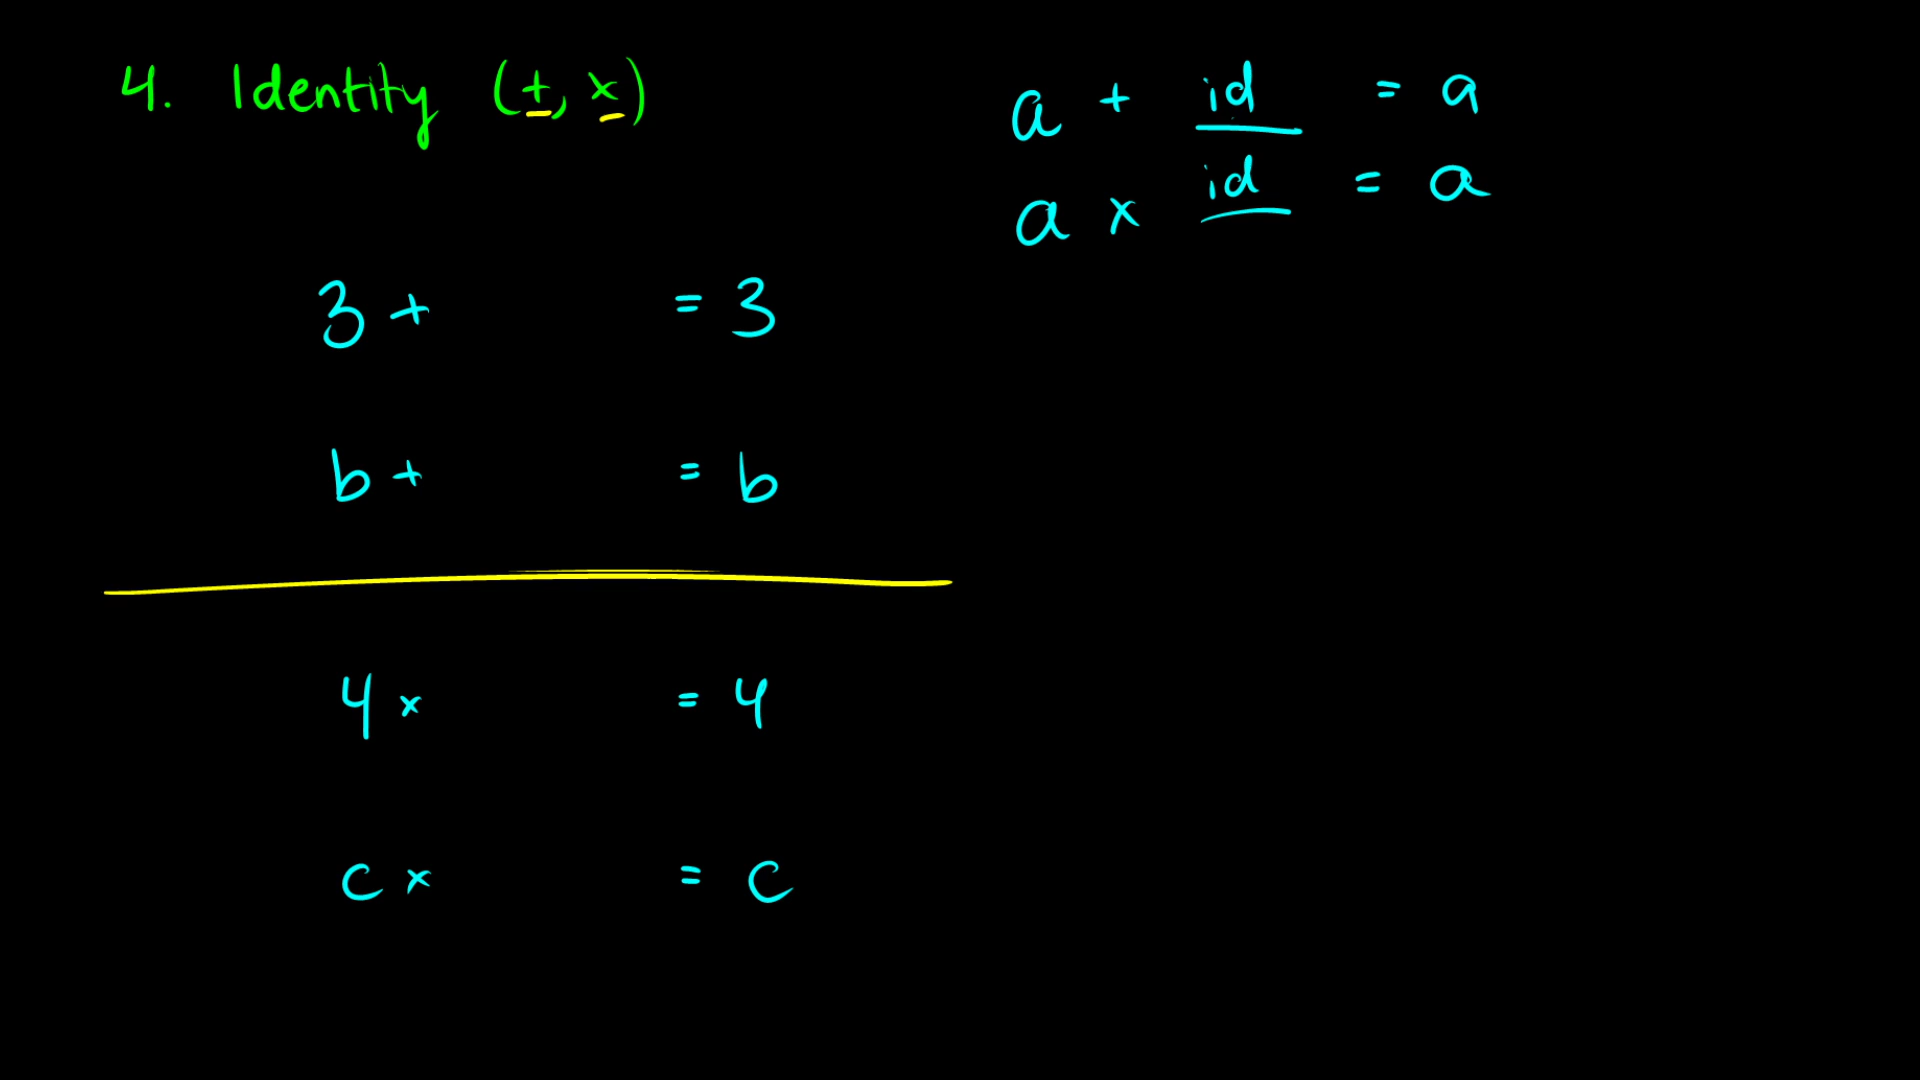 4. Identity (+, x)
a + id = a
a x id = a
3 + = 3
b + = b
4 x = 4
c x = c